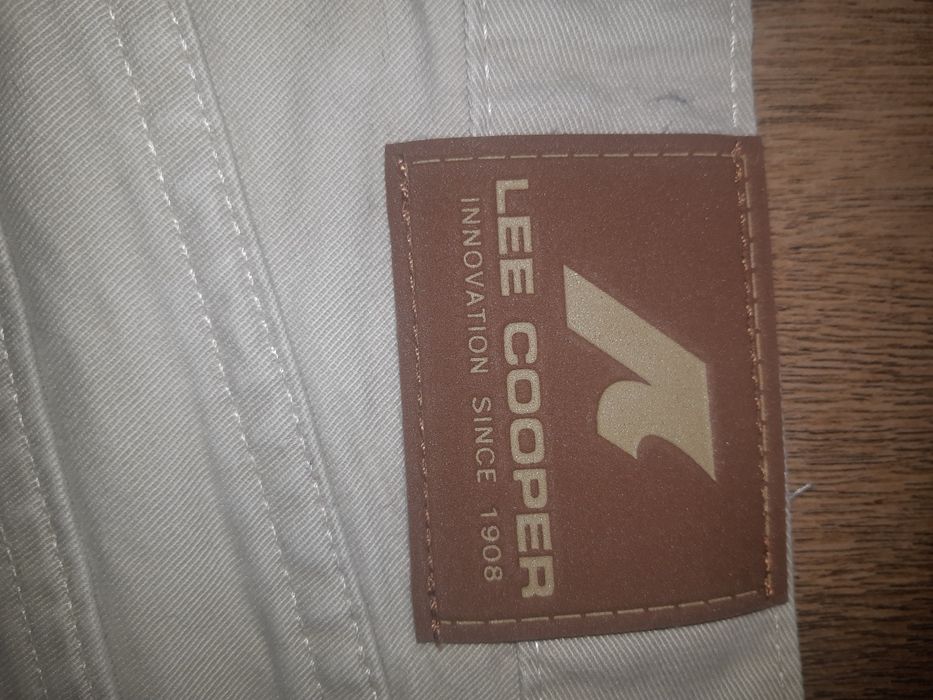 LEE COOPER
INNOVATION SINCE 1908